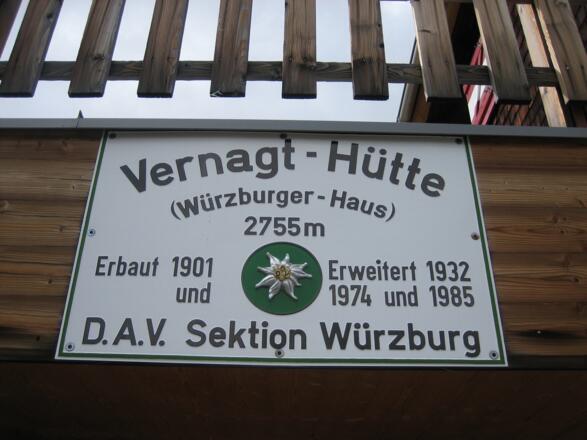 Vernagt-Hütte
(Würzburger-Haus)
2755m
Erbaut 1901 Erweitert 1932
und 1974 und 1985
D.A.V. Sektion Würzburg